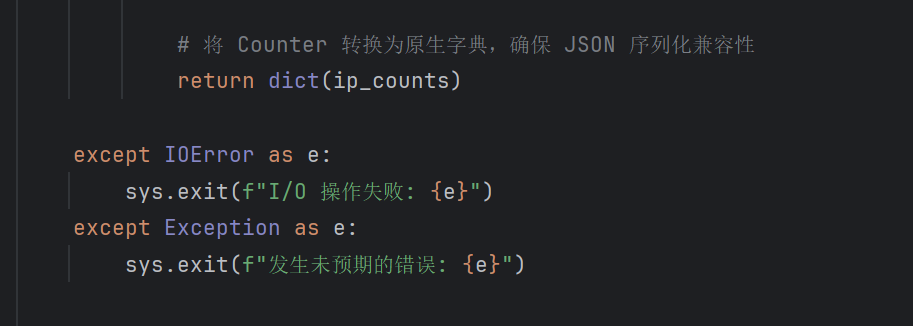 # 将 Counter 转换为原生字典，确保 JSON 序列化兼容性
return dict(ip_counts)
except IOError as e:
sys.exit(f"I/O 操作失败: {e}")
except Exception as e:
sys.exit(f"发生未预期的错误: {e}")